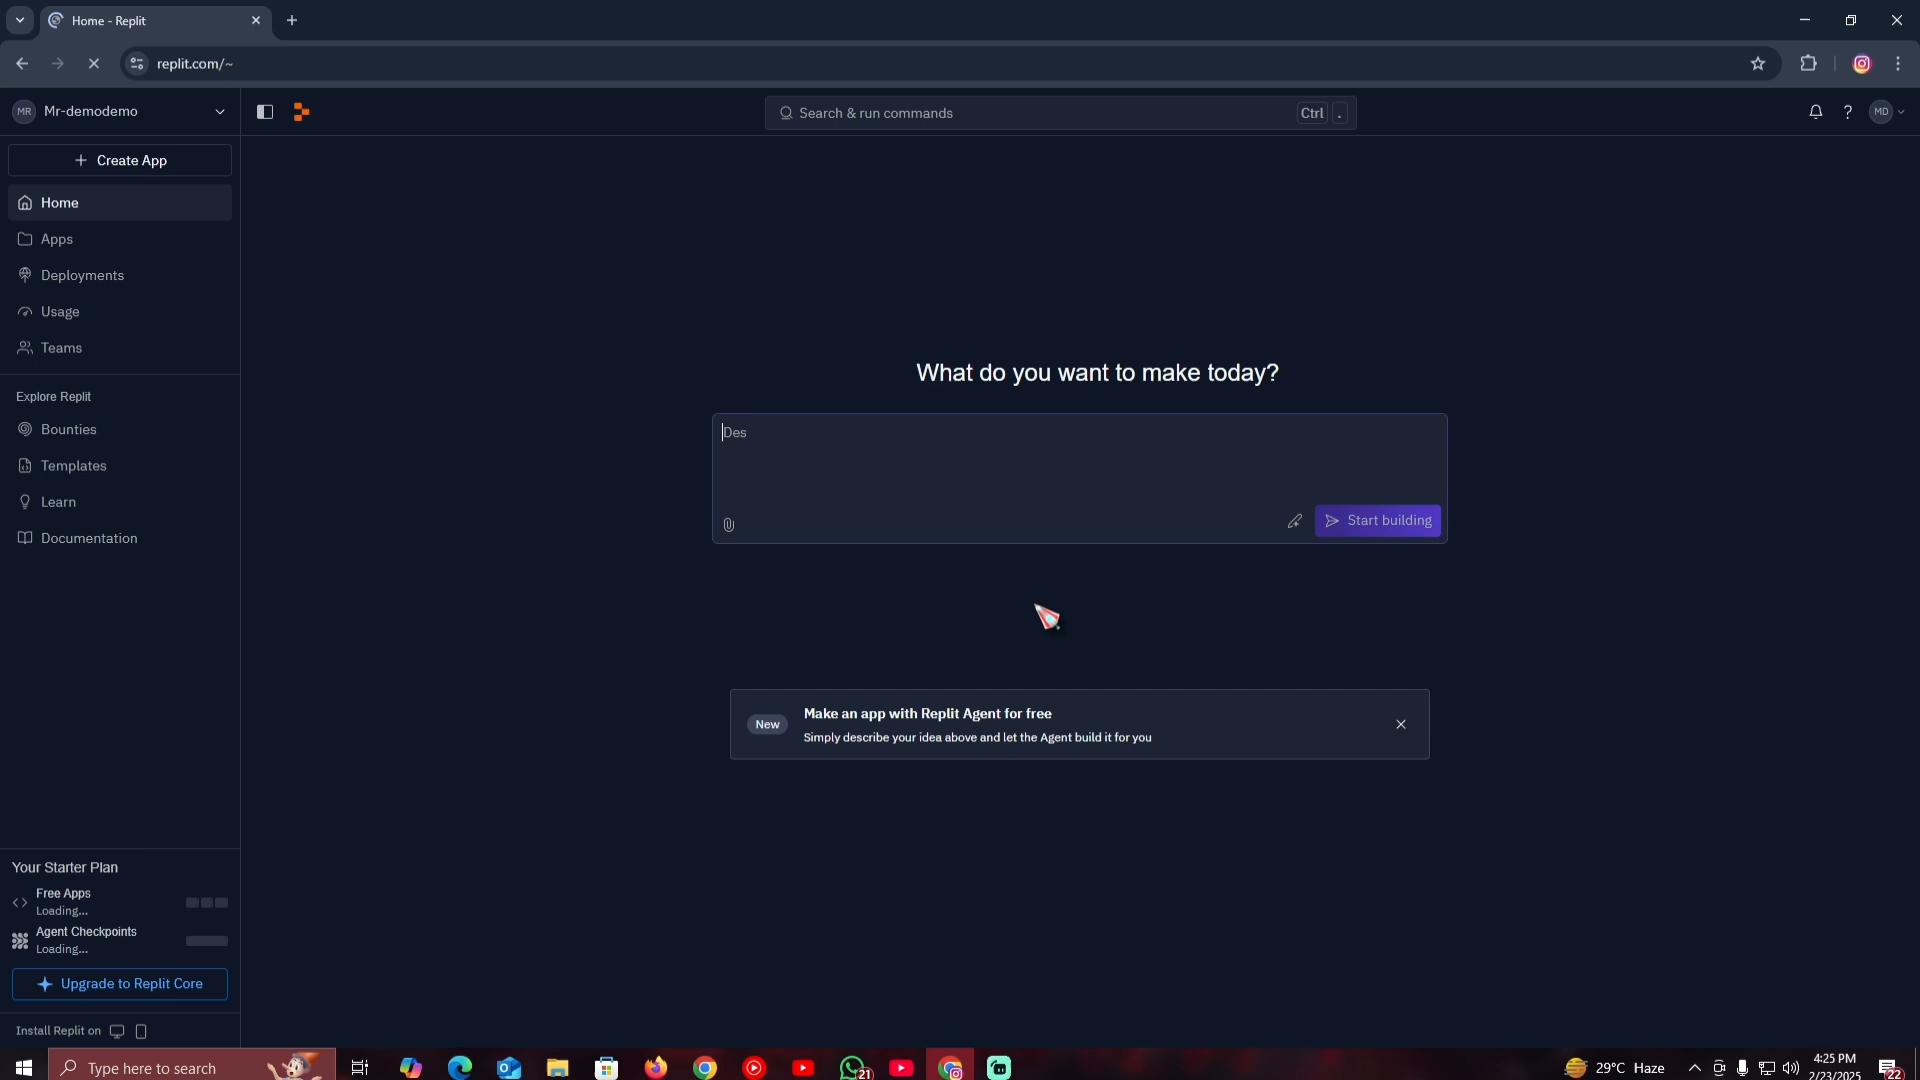 Home - Replit
replit.com/~
MR Mr-demodemo
Search & run commands Ctrl .
MD
Create App
Home
Apps
Deployments
Usage
Teams
Explore Replit
Bounties
Templates
Learn
Documentation
What do you want to make today?
Des
Start building
New
Make an app with Replit Agent for free
Simply describe your idea above and let the Agent build it for you
Your Starter Plan
Free Apps
Loading...
Agent Checkpoints
Loading...
Upgrade to Replit Core
Install Replit on
Type here to search
21
29°C Haze
4:25 PM
2/23/2025
22